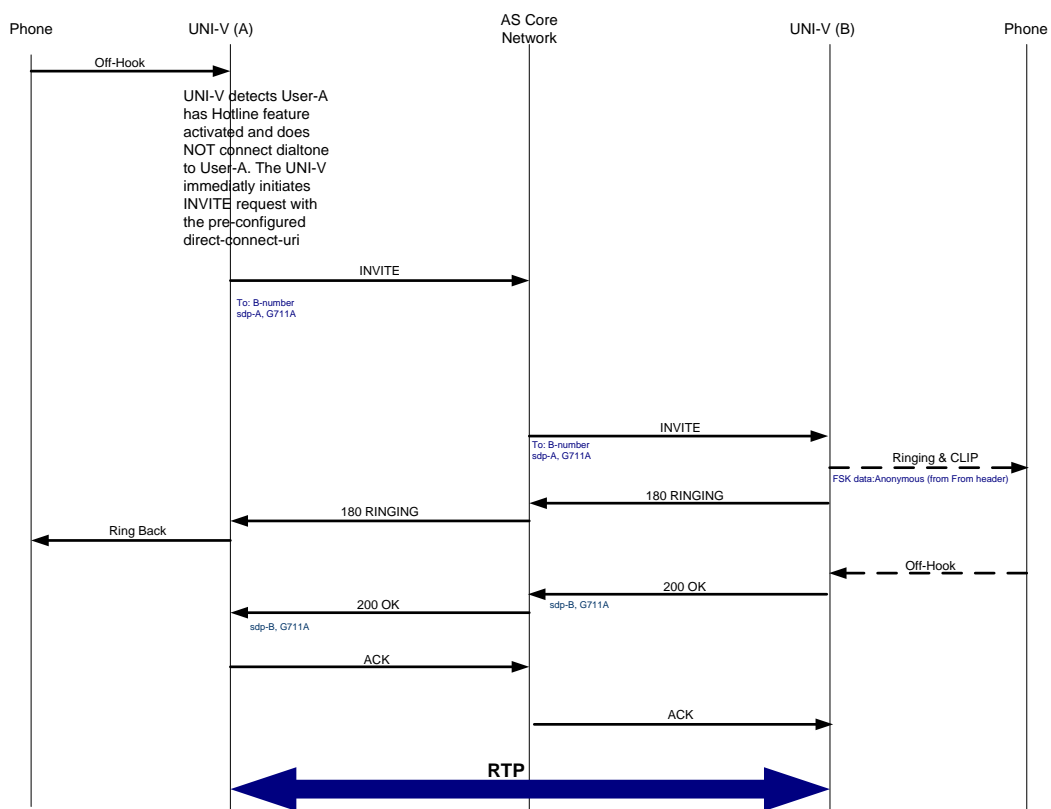 Phone
UNI-V (A)
AS Core
Network
UNI-V (B)
Phone
Off-Hook
UNI-V detects User-A
has Hotline feature
activated and does
NOT connect dialtone
to User-A. The UNI-V
immediatly initiates
INVITE request with
the pre-configured
direct-connect-uri
INVITE
To: B-number
sdp-A, G711A
INVITE
To: B-number
sdp-A, G711A
Ringing & CLIP
FSK data:Anonymous (from From header)
180 RINGING
180 RINGING
Ring Back
Off-Hook
200 OK
sdp-B, G711A
200 OK
sdp-B, G711A
ACK
ACK
RTP